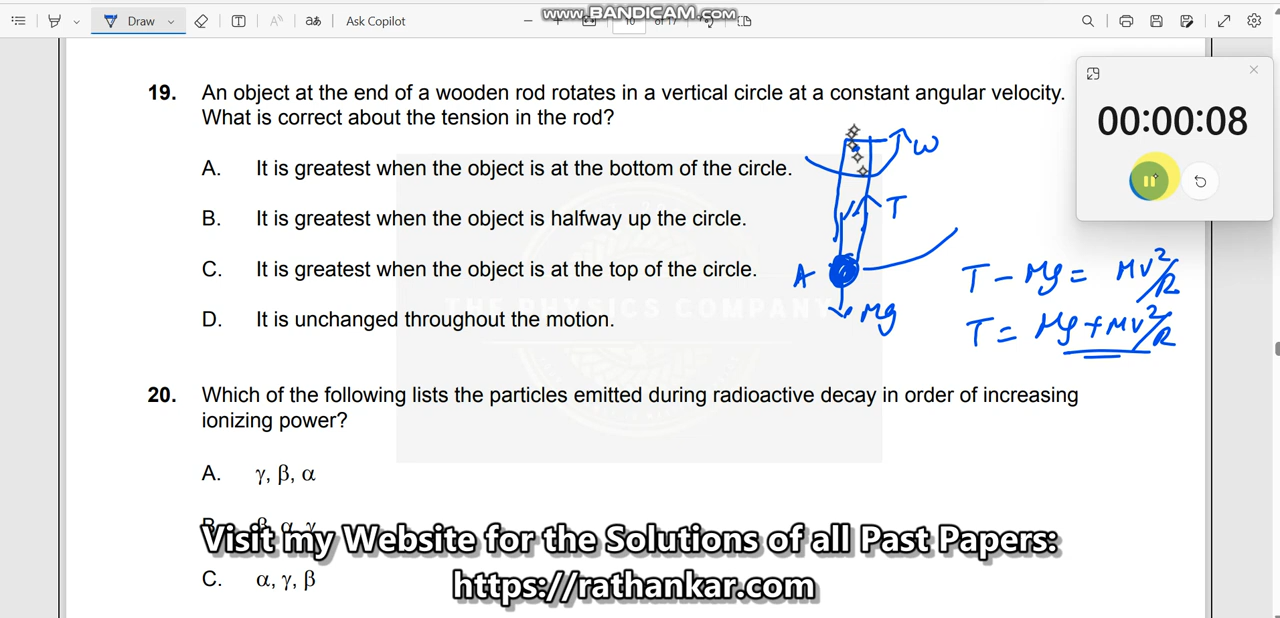 www.BANDICAM.com
Draw
Ask Copilot
of 17
00:00:08
19. An object at the end of a wooden rod rotates in a vertical circle at a constant angular velocity.
What is correct about the tension in the rod?
A. It is greatest when the object is at the bottom of the circle.
B. It is greatest when the object is halfway up the circle.
C. It is greatest when the object is at the top of the circle.
D. It is unchanged throughout the motion.
ω
T
A
Mg
T - Mg = Mv²/R
T = Mg + Mv²/R
THE PHYSICS COMPANY
20. Which of the following lists the particles emitted during radioactive decay in order of increasing
ionizing power?
A. γ, β, α
B. β, α, γ
Visit my Website for the Solutions of all Past Papers:
C. α, γ, β
https://rathankar.com